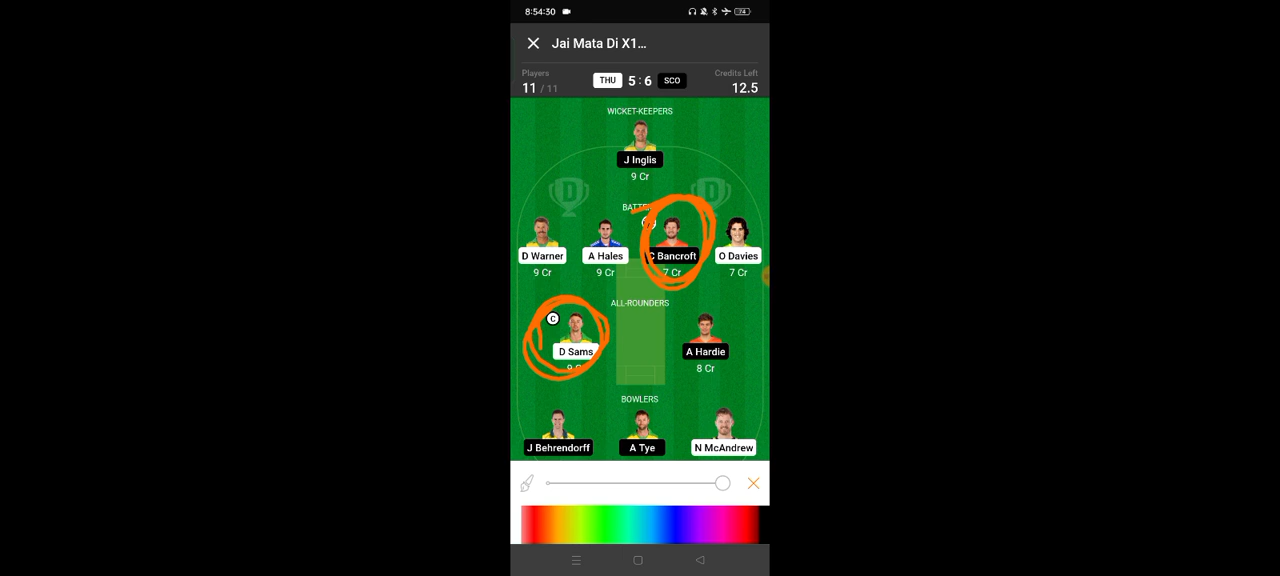 8:54:30
74
Jai Mata Di X1...
Players
11 / 11
THU 5 : 6 SCO
Credits Left
12.5
WICKET-KEEPERS
J Inglis
9 Cr
D Warner
A Hales
C Bancroft
O Davies
9 Cr
9 Cr
7 Cr
7 Cr
ALL-ROUNDERS
C
D Sams
A Hardie
8 Cr
BOWLERS
J Behrendorff
A Tye
N McAndrew